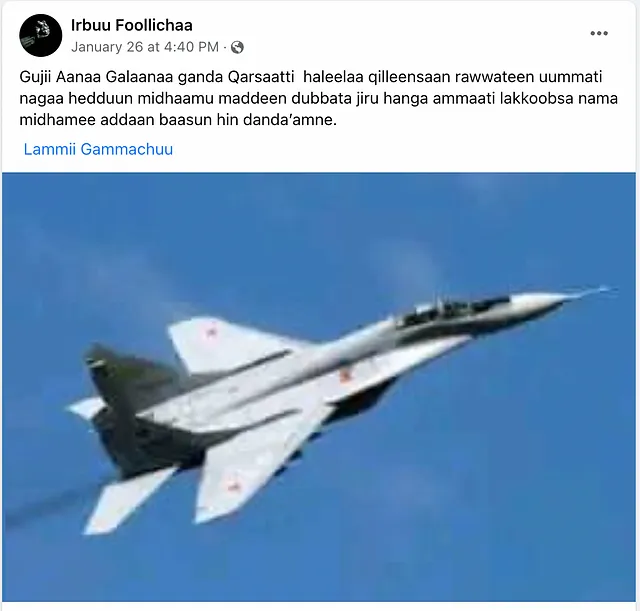 Irbuu Foollichaa
January 26 at 4:40 PM ·
Gujii Aanaa Galaanaa ganda Qarsaatti haleelaa qilleensaan rawwateen uummati
nagaa hedduun midhaamu maddeen dubbata jiru hanga ammaati lakkoobsa nama
midhamee addaan baasun hin danda'amne.
Lammii Gammachuu